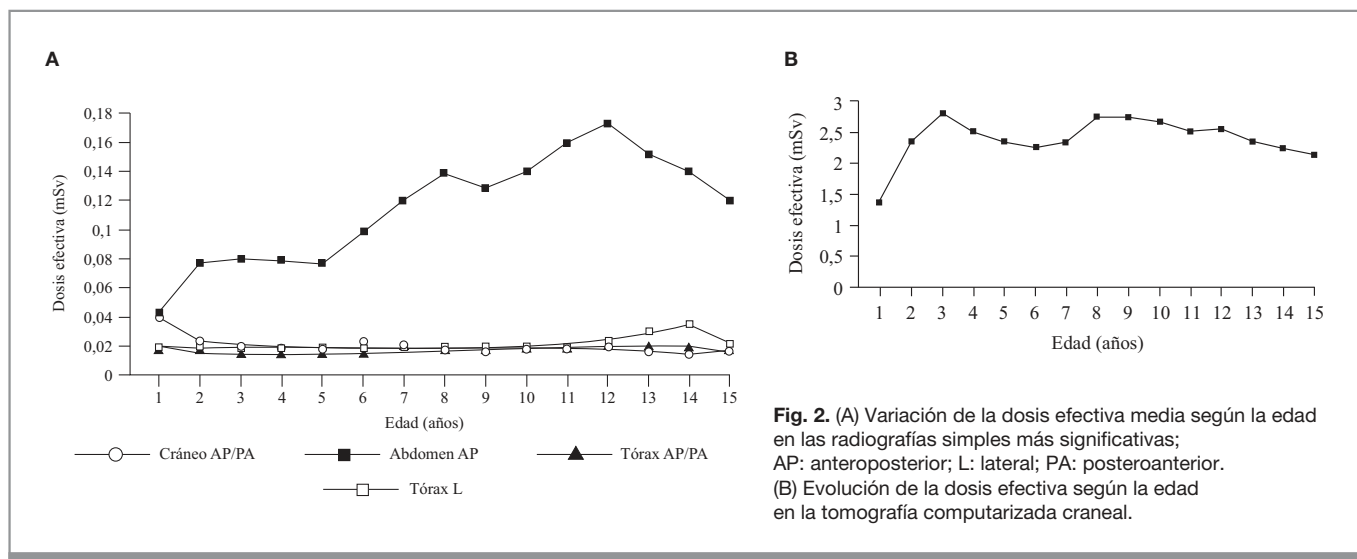 A
0,18
0,16
0,14
0,12
0,1
0,08
0,06
0,04
0,02
0
Dosis efectiva (mSv)
1 2 3 4 5 6 7 8 9 10 11 12 13 14 15
Edad (años)
Cráneo AP/PA
Abdomen AP
Tórax AP/PA
Tórax L
B
3
2,5
2
1,5
1
0,5
0
Dosis efectiva (mSv)
1 2 3 4 5 6 7 8 9 10 11 12 13 14 15
Edad (años)
Fig. 2. (A) Variación de la dosis efectiva media según la edad
en las radiografías simples más significativas;
AP: anteroposterior; L: lateral; PA: posteroanterior.
(B) Evolución de la dosis efectiva según la edad
en la tomografía computarizada craneal.